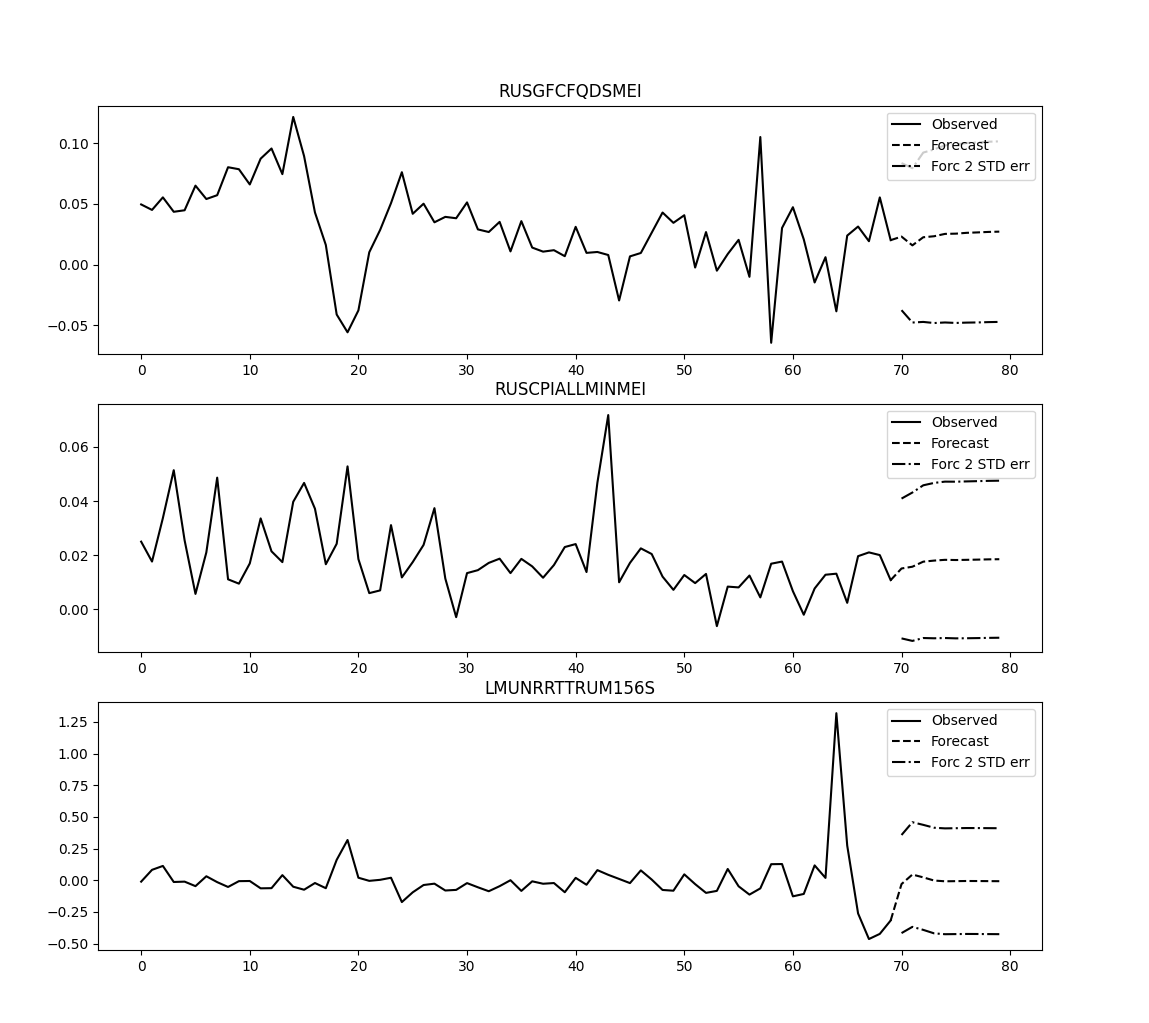 RUSGFCFQDSMEI
0.10
0.05
0.00
−0.05
Observed
Forecast
Forc 2 STD err
0 10 20 30 40 50 60 70 80
RUSCPIALLMINMEI
0.06
0.04
0.02
0.00
Observed
Forecast
Forc 2 STD err
0 10 20 30 40 50 60 70 80
LMUNRRTTRUM156S
1.25
1.00
0.75
0.50
0.25
0.00
−0.25
−0.50
Observed
Forecast
Forc 2 STD err
0 10 20 30 40 50 60 70 80